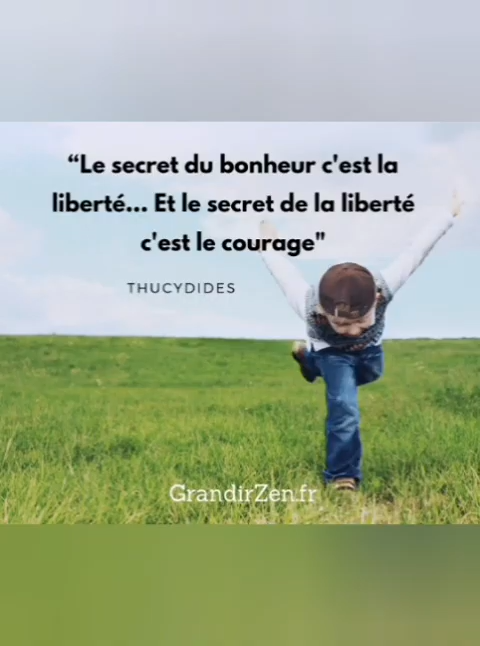 “Le secret du bonheur c'est la
liberté... Et le secret de la liberté
c'est le courage"
THUCYDIDES
GrandirZen.fr